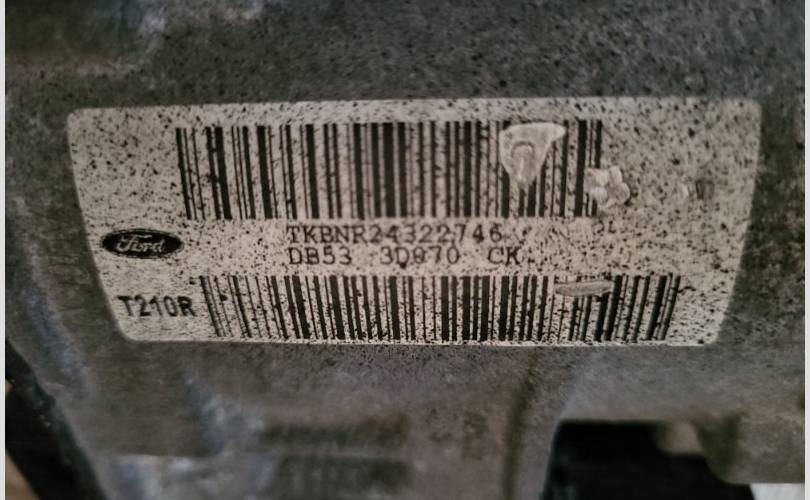 TKBNR24322746
Ford
DB53 3D070 CK
T210R